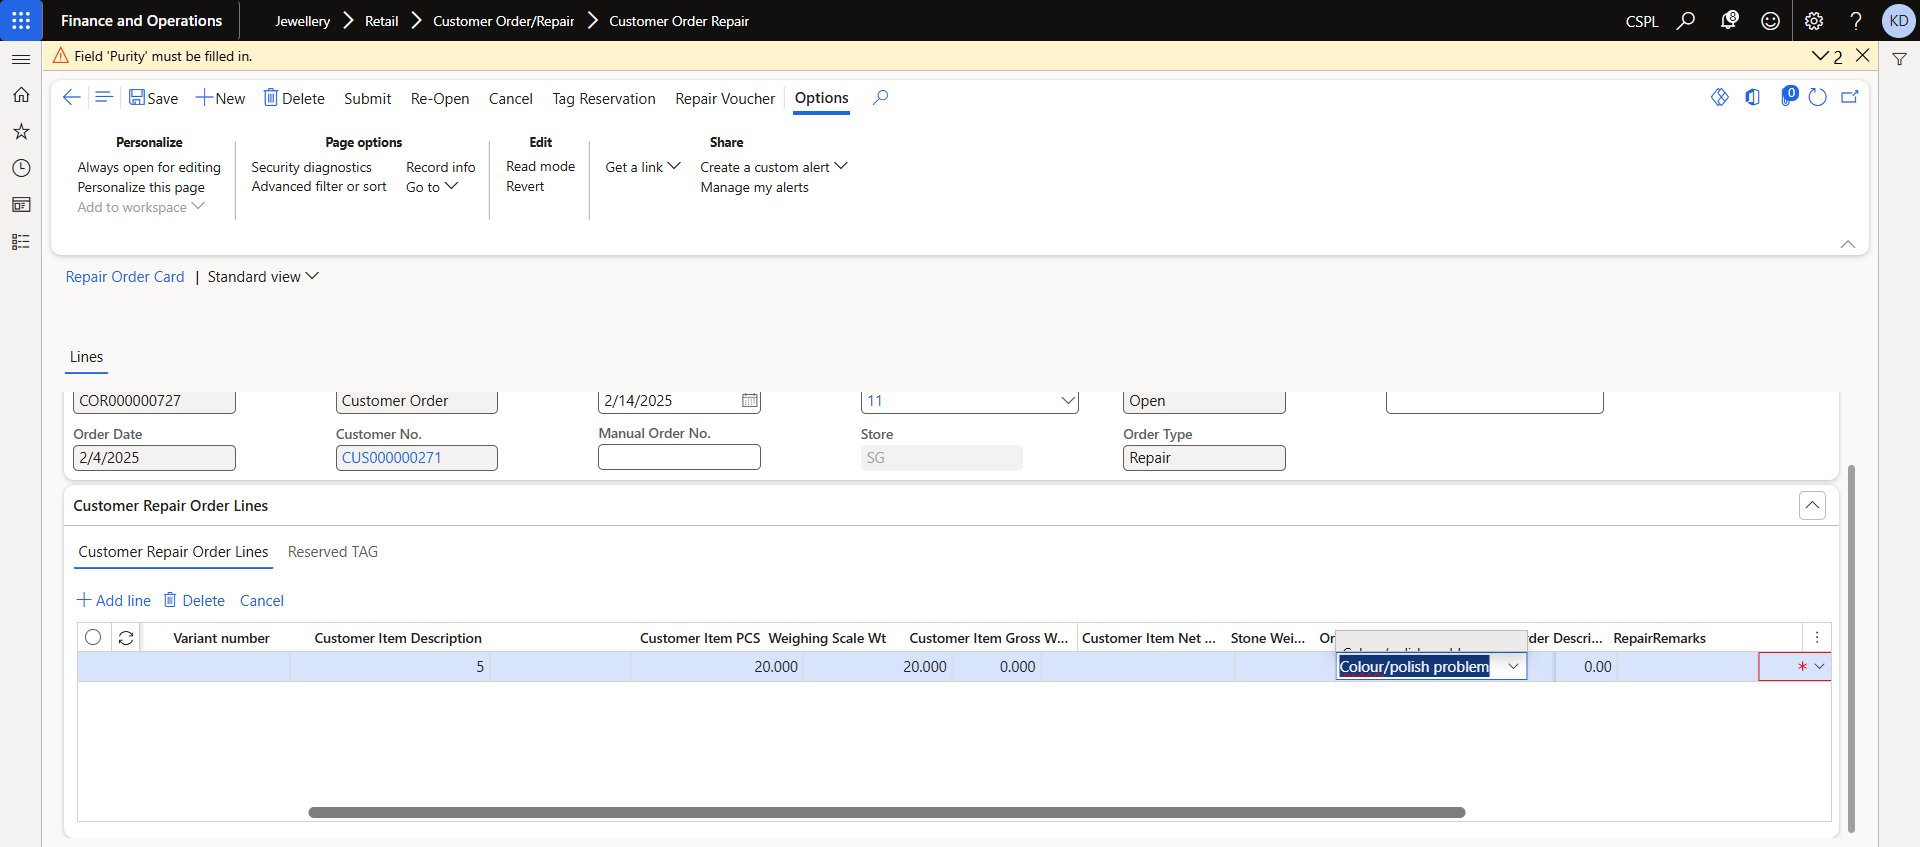 Finance and Operations
Jewellery Retail Customer Order/Repair Customer Order Repair
CSPL 8 KD
Field 'Purity' must be filled in.
2
Save New Delete Submit Re-Open Cancel Tag Reservation Repair Voucher Options
0
Personalize
Always open for editing
Personalize this page
Add to workspace
Page options
Security diagnostics Record info
Advanced filter or sort Go to
Edit
Read mode
Revert
Share
Get a link Create a custom alert
Manage my alerts
Repair Order Card | Standard view
Lines
COR000000727 Customer Order 2/14/2025 11 Open
Order Date Customer No. Manual Order No. Store Order Type
2/4/2025 CUS000000271 SG Repair
Customer Repair Order Lines
Customer Repair Order Lines Reserved TAG
Add line Delete Cancel
Variant number Customer Item Description Customer Item PCS Weighing Scale Wt Customer Item Gross W... Customer Item Net ... Stone Wei... Or der Descri... RepairRemarks
5 20.000 20.000 0.000 Colour/polish problem 0.00 *